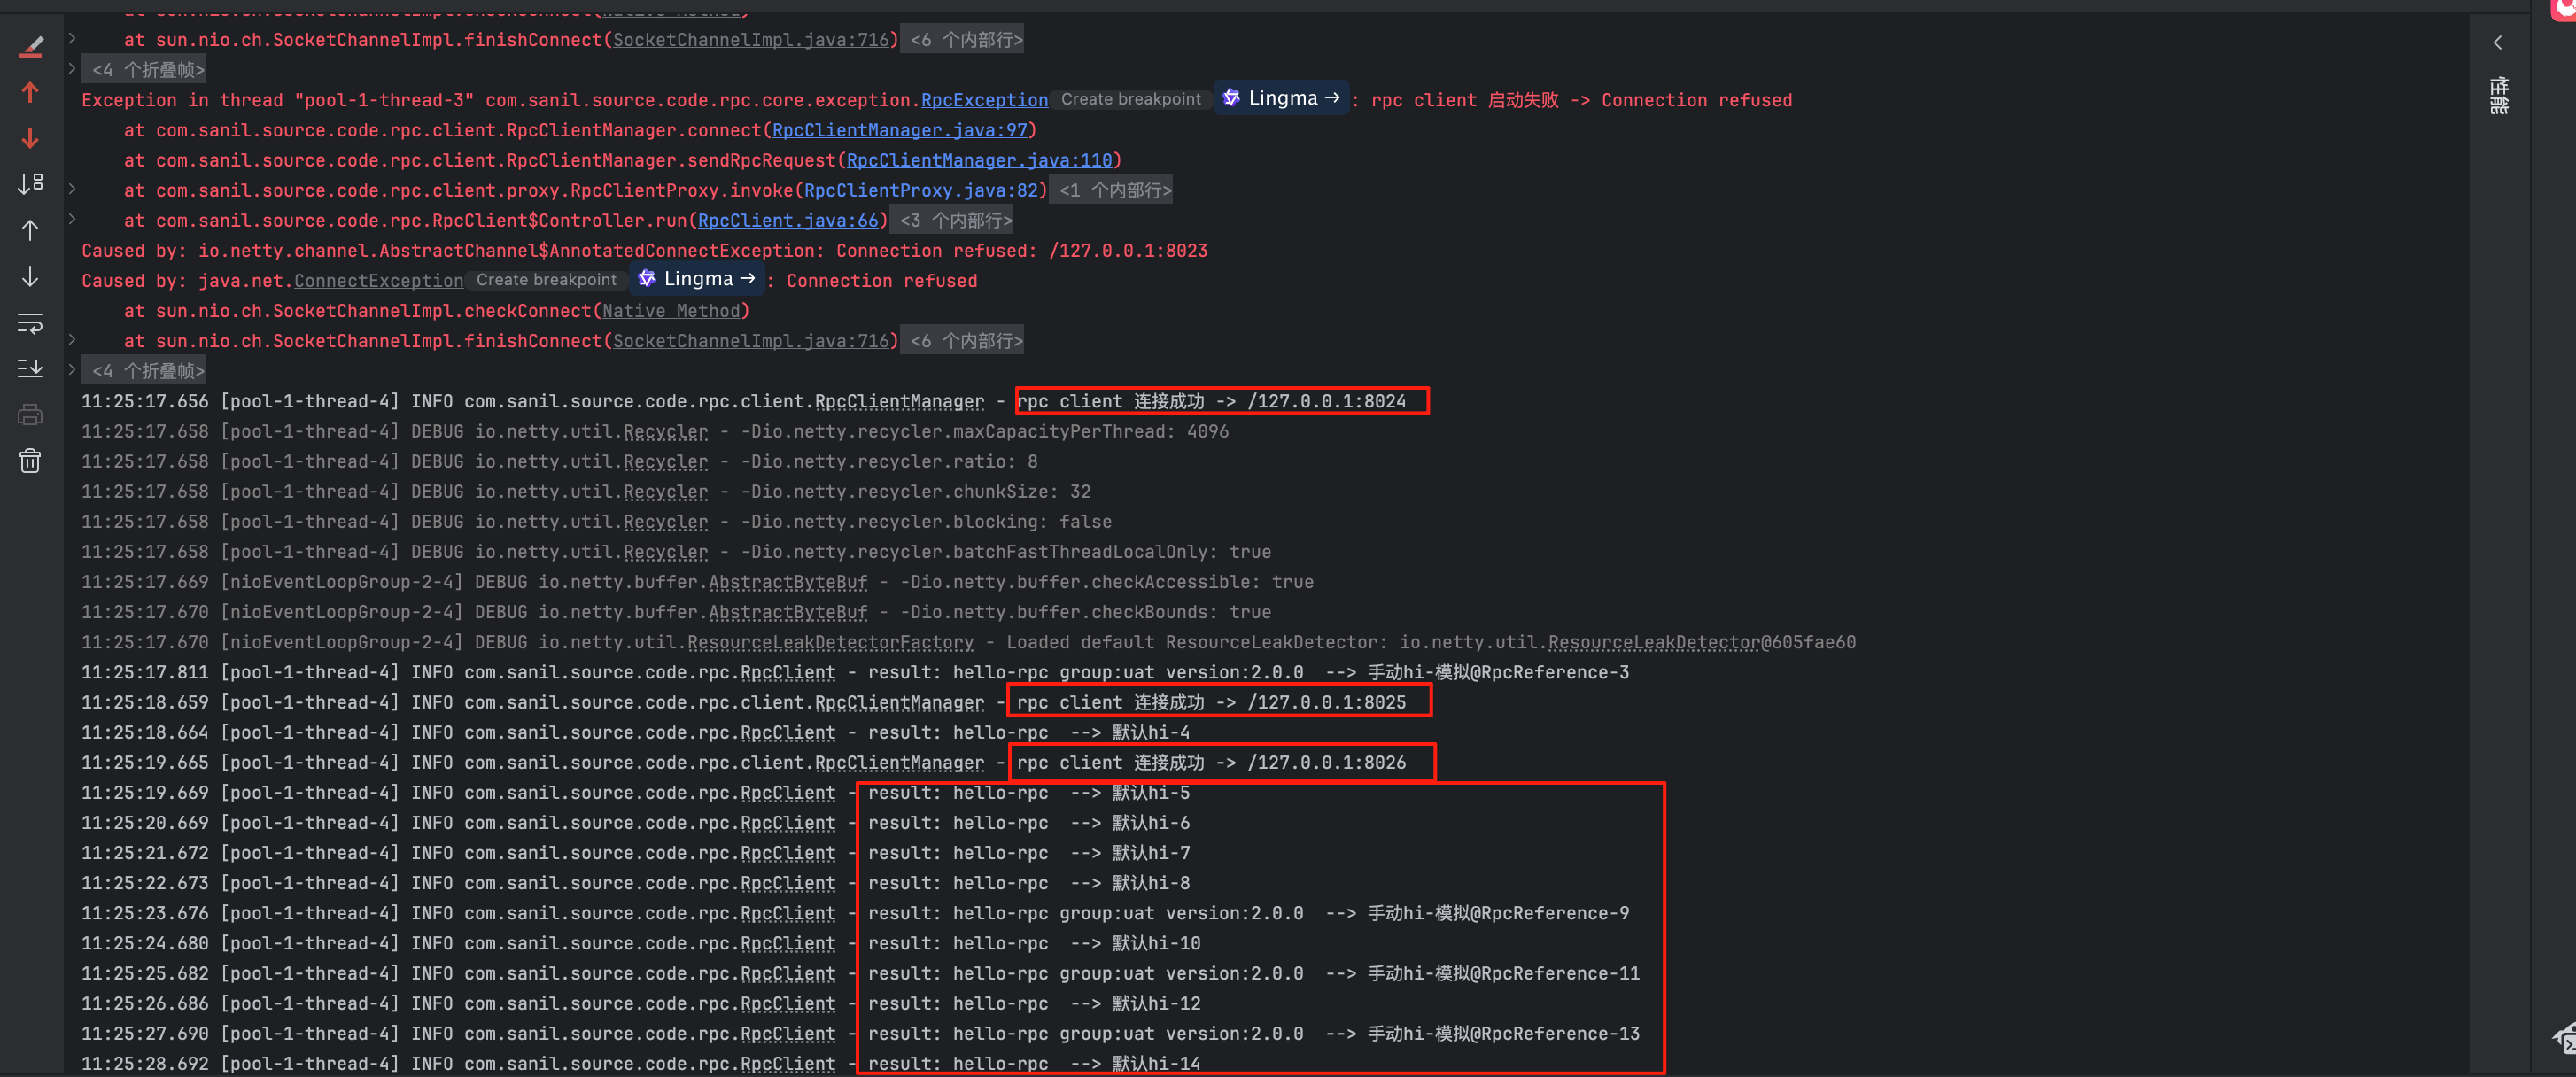 at sun.nio.ch.SocketChannelImpl.checkConnect(Native Method)
at sun.nio.ch.SocketChannelImpl.finishConnect(SocketChannelImpl.java:716) <6 个内部行>
<4 个折叠帧>
Exception in thread "pool-1-thread-3" com.sanil.source.code.rpc.core.exception.RpcException Create breakpoint Lingma → : rpc client 启动失败 -> Connection refused
at com.sanil.source.code.rpc.client.RpcClientManager.connect(RpcClientManager.java:97)
at com.sanil.source.code.rpc.client.RpcClientManager.sendRpcRequest(RpcClientManager.java:110)
at com.sanil.source.code.rpc.client.proxy.RpcClientProxy.invoke(RpcClientProxy.java:82) <1 个内部行>
at com.sanil.source.code.rpc.RpcClient$Controller.run(RpcClient.java:66) <3 个内部行>
Caused by: io.netty.channel.AbstractChannel$AnnotatedConnectException: Connection refused: /127.0.0.1:8023
Caused by: java.net.ConnectException Create breakpoint Lingma → : Connection refused
at sun.nio.ch.SocketChannelImpl.checkConnect(Native Method)
at sun.nio.ch.SocketChannelImpl.finishConnect(SocketChannelImpl.java:716) <6 个内部行>
<4 个折叠帧>
11:25:17.656 [pool-1-thread-4] INFO com.sanil.source.code.rpc.client.RpcClientManager - rpc client 连接成功 -> /127.0.0.1:8024
11:25:17.658 [pool-1-thread-4] DEBUG io.netty.util.Recycler - -Dio.netty.recycler.maxCapacityPerThread: 4096
11:25:17.658 [pool-1-thread-4] DEBUG io.netty.util.Recycler - -Dio.netty.recycler.ratio: 8
11:25:17.658 [pool-1-thread-4] DEBUG io.netty.util.Recycler - -Dio.netty.recycler.chunkSize: 32
11:25:17.658 [pool-1-thread-4] DEBUG io.netty.util.Recycler - -Dio.netty.recycler.blocking: false
11:25:17.658 [pool-1-thread-4] DEBUG io.netty.util.Recycler - -Dio.netty.recycler.batchFastThreadLocalOnly: true
11:25:17.669 [nioEventLoopGroup-2-4] DEBUG io.netty.buffer.AbstractByteBuf - -Dio.netty.buffer.checkAccessible: true
11:25:17.670 [nioEventLoopGroup-2-4] DEBUG io.netty.buffer.AbstractByteBuf - -Dio.netty.buffer.checkBounds: true
11:25:17.670 [nioEventLoopGroup-2-4] DEBUG io.netty.util.ResourceLeakDetectorFactory - Loaded default ResourceLeakDetector: io.netty.util.ResourceLeakDetector@605fae60
11:25:17.811 [pool-1-thread-4] INFO com.sanil.source.code.rpc.RpcClient - result: hello-rpc group:uat version:2.0.0  --> 手动hi-模拟@RpcReference-3
11:25:18.659 [pool-1-thread-4] INFO com.sanil.source.code.rpc.client.RpcClientManager - rpc client 连接成功 -> /127.0.0.1:8025
11:25:18.664 [pool-1-thread-4] INFO com.sanil.source.code.rpc.RpcClient - result: hello-rpc  --> 默认hi-4
11:25:19.665 [pool-1-thread-4] INFO com.sanil.source.code.rpc.client.RpcClientManager - rpc client 连接成功 -> /127.0.0.1:8026
11:25:19.669 [pool-1-thread-4] INFO com.sanil.source.code.rpc.RpcClient - result: hello-rpc  --> 默认hi-5
11:25:20.669 [pool-1-thread-4] INFO com.sanil.source.code.rpc.RpcClient - result: hello-rpc  --> 默认hi-6
11:25:21.672 [pool-1-thread-4] INFO com.sanil.source.code.rpc.RpcClient - result: hello-rpc  --> 默认hi-7
11:25:22.673 [pool-1-thread-4] INFO com.sanil.source.code.rpc.RpcClient - result: hello-rpc  --> 默认hi-8
11:25:23.676 [pool-1-thread-4] INFO com.sanil.source.code.rpc.RpcClient - result: hello-rpc group:uat version:2.0.0  --> 手动hi-模拟@RpcReference-9
11:25:24.680 [pool-1-thread-4] INFO com.sanil.source.code.rpc.RpcClient - result: hello-rpc  --> 默认hi-10
11:25:25.682 [pool-1-thread-4] INFO com.sanil.source.code.rpc.RpcClient - result: hello-rpc group:uat version:2.0.0  --> 手动hi-模拟@RpcReference-11
11:25:26.686 [pool-1-thread-4] INFO com.sanil.source.code.rpc.RpcClient - result: hello-rpc  --> 默认hi-12
11:25:27.690 [pool-1-thread-4] INFO com.sanil.source.code.rpc.RpcClient - result: hello-rpc group:uat version:2.0.0  --> 手动hi-模拟@RpcReference-13
11:25:28.692 [pool-1-thread-4] INFO com.sanil.source.code.rpc.RpcClient - result: hello-rpc  --> 默认hi-14
性能